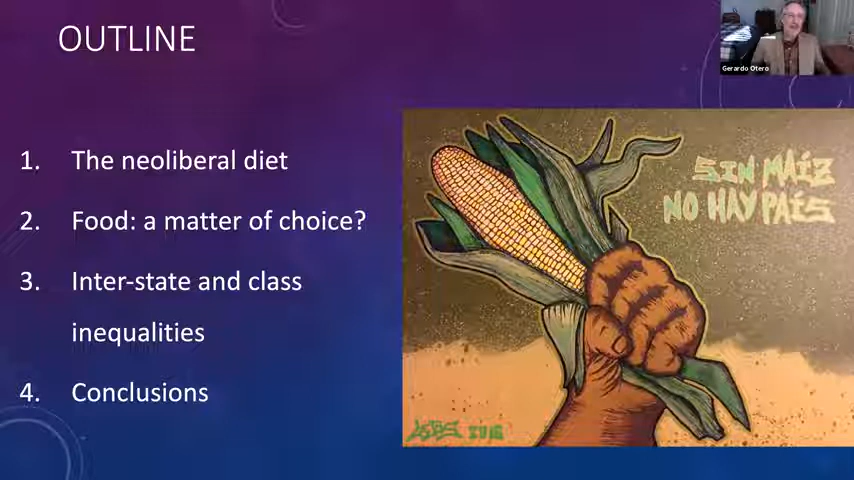 OUTLINE
Gerardo Otero
1. The neoliberal diet
2. Food: a matter of choice?
3. Inter-state and class
inequalities
4. Conclusions
SIN MAÍZ
NO HAY PAÍS
2016